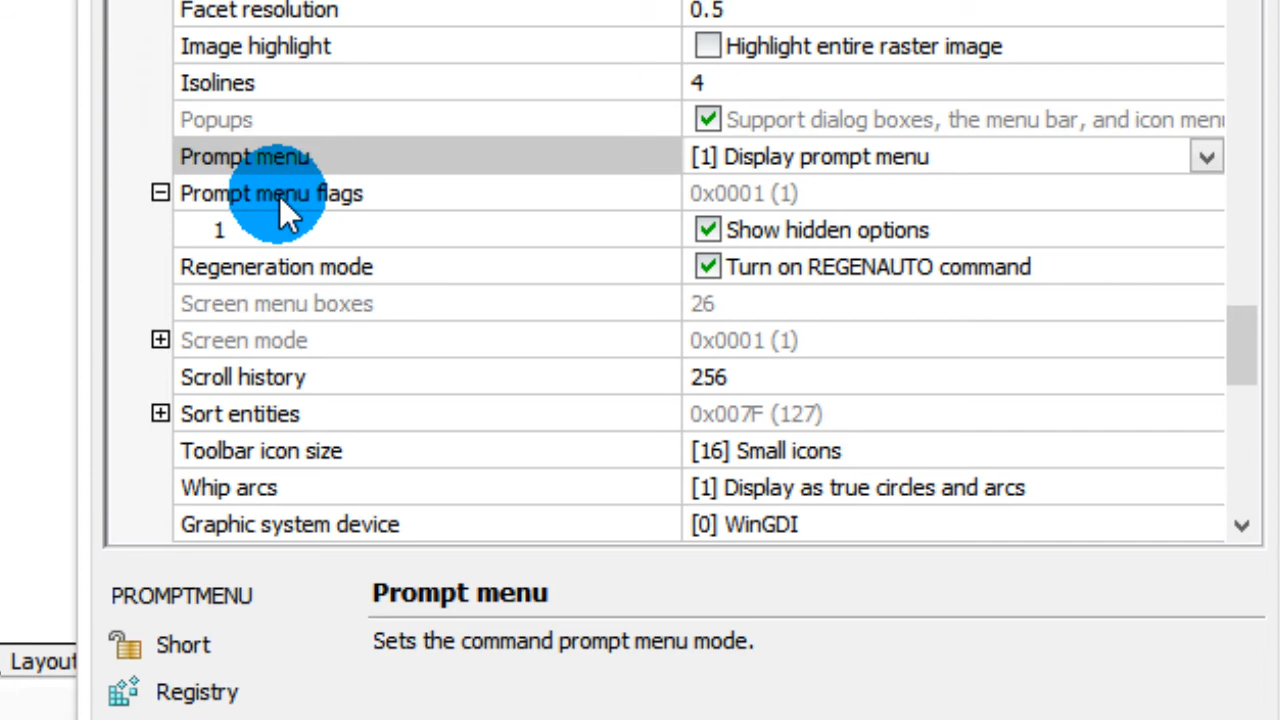 Facet resolution 0.5
Image highlight Highlight entire raster image
Isolines 4
Popups Support dialog boxes, the menu bar, and icon menu
Prompt menu [1] Display prompt menu
Prompt menu flags 0x0001 (1)
1 Show hidden options
Regeneration mode Turn on REGENAUTO command
Screen menu boxes 26
Screen mode 0x0001 (1)
Scroll history 256
Sort entities 0x007F (127)
Toolbar icon size [16] Small icons
Whip arcs [1] Display as true circles and arcs
Graphic system device [0] WinGDI
PROMPTMENU Prompt menu
Short Sets the command prompt menu mode.
Layout
Registry